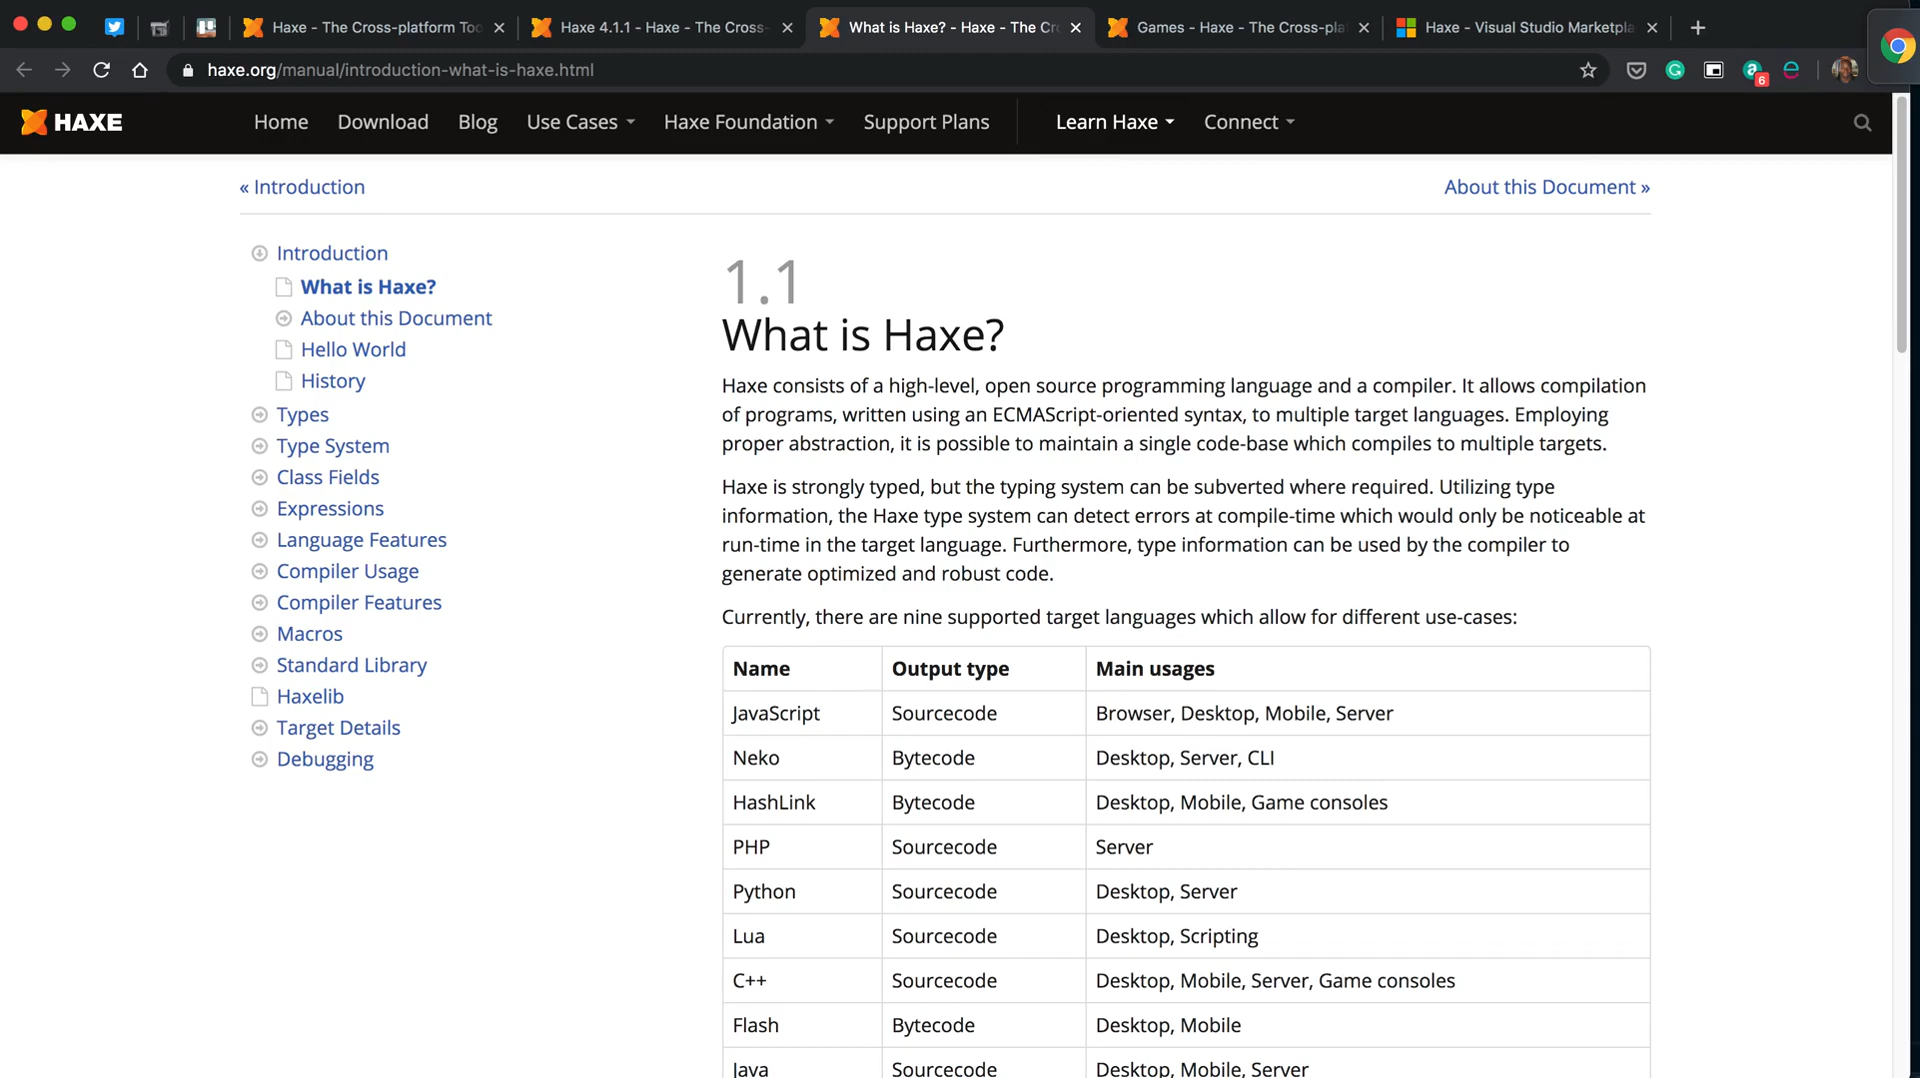 Haxe - The Cross-platform Too
Haxe 4.1.1 - Haxe - The Cross-
What is Haxe? - Haxe - The Cr
Games - Haxe - The Cross-plat
Haxe - Visual Studio Marketpla
haxe.org/manual/introduction-what-is-haxe.html
6
HAXE
Home
Download
Blog
Use Cases
Haxe Foundation
Support Plans
Learn Haxe
Connect
« Introduction
About this Document »
Introduction
What is Haxe?
About this Document
Hello World
History
Types
Type System
Class Fields
Expressions
Language Features
Compiler Usage
Compiler Features
Macros
Standard Library
Haxelib
Target Details
Debugging
1.1
What is Haxe?
Haxe consists of a high-level, open source programming language and a compiler. It allows compilation
of programs, written using an ECMAScript-oriented syntax, to multiple target languages. Employing
proper abstraction, it is possible to maintain a single code-base which compiles to multiple targets.
Haxe is strongly typed, but the typing system can be subverted where required. Utilizing type
information, the Haxe type system can detect errors at compile-time which would only be noticeable at
run-time in the target language. Furthermore, type information can be used by the compiler to
generate optimized and robust code.
Currently, there are nine supported target languages which allow for different use-cases:
Name Output type Main usages
JavaScript Sourcecode Browser, Desktop, Mobile, Server
Neko Bytecode Desktop, Server, CLI
HashLink Bytecode Desktop, Mobile, Game consoles
PHP Sourcecode Server
Python Sourcecode Desktop, Server
Lua Sourcecode Desktop, Scripting
C++ Sourcecode Desktop, Mobile, Server, Game consoles
Flash Bytecode Desktop, Mobile
Java Sourcecode Desktop, Mobile, Server